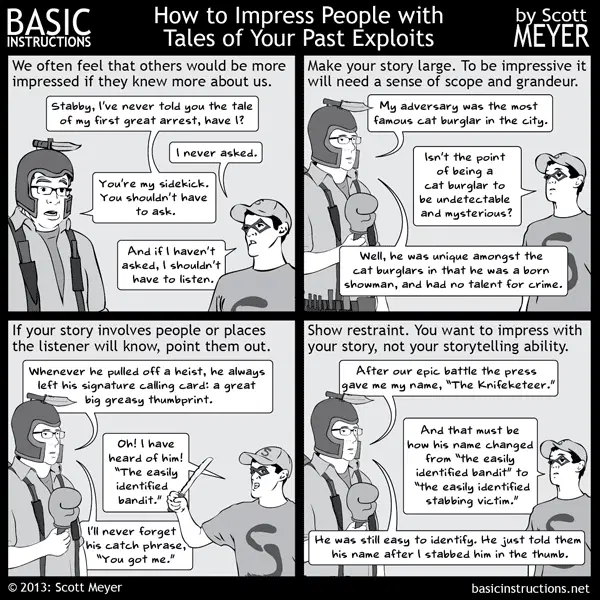 BASIC
INSTRUCTIONS
How to Impress People with
Tales of Your Past Exploits
by Scott
MEYER
We often feel that others would be more
impressed if they knew more about us.
Stabby, I've never told you the tale
of my first great arrest, have I?
I never asked.
You're my sidekick.
You shouldn't have
to ask.
And if I haven't
asked, I shouldn't
have to listen.
Make your story large. To be impressive it
will need a sense of scope and grandeur.
My adversary was the most
famous cat burglar in the city.
Isn't the point
of being a
cat burglar to
be undetectable
and mysterious?
Well, he was unique amongst the
cat burglars in that he was a born
showman, and had no talent for crime.
If your story involves people or places
the listener will know, point them out.
Whenever he pulled off a heist, he always
left his signature calling card: a great
big greasy thumbprint.
Oh! I have
heard of him!
"The easily
identified
bandit."
I'll never forget
his catch phrase,
"You got me."
Show restraint. You want to impress with
your story, not your storytelling ability.
After our epic battle the press
gave me my name, "The Knifeketeer."
And that must be
how his name changed
from "the easily
identified bandit" to
"the easily identified
stabbing victim."
He was still easy to identify. He just told them
his name after I stabbed him in the thumb.
S
S
S
S
© 2013: Scott Meyer
basicinstructions.net